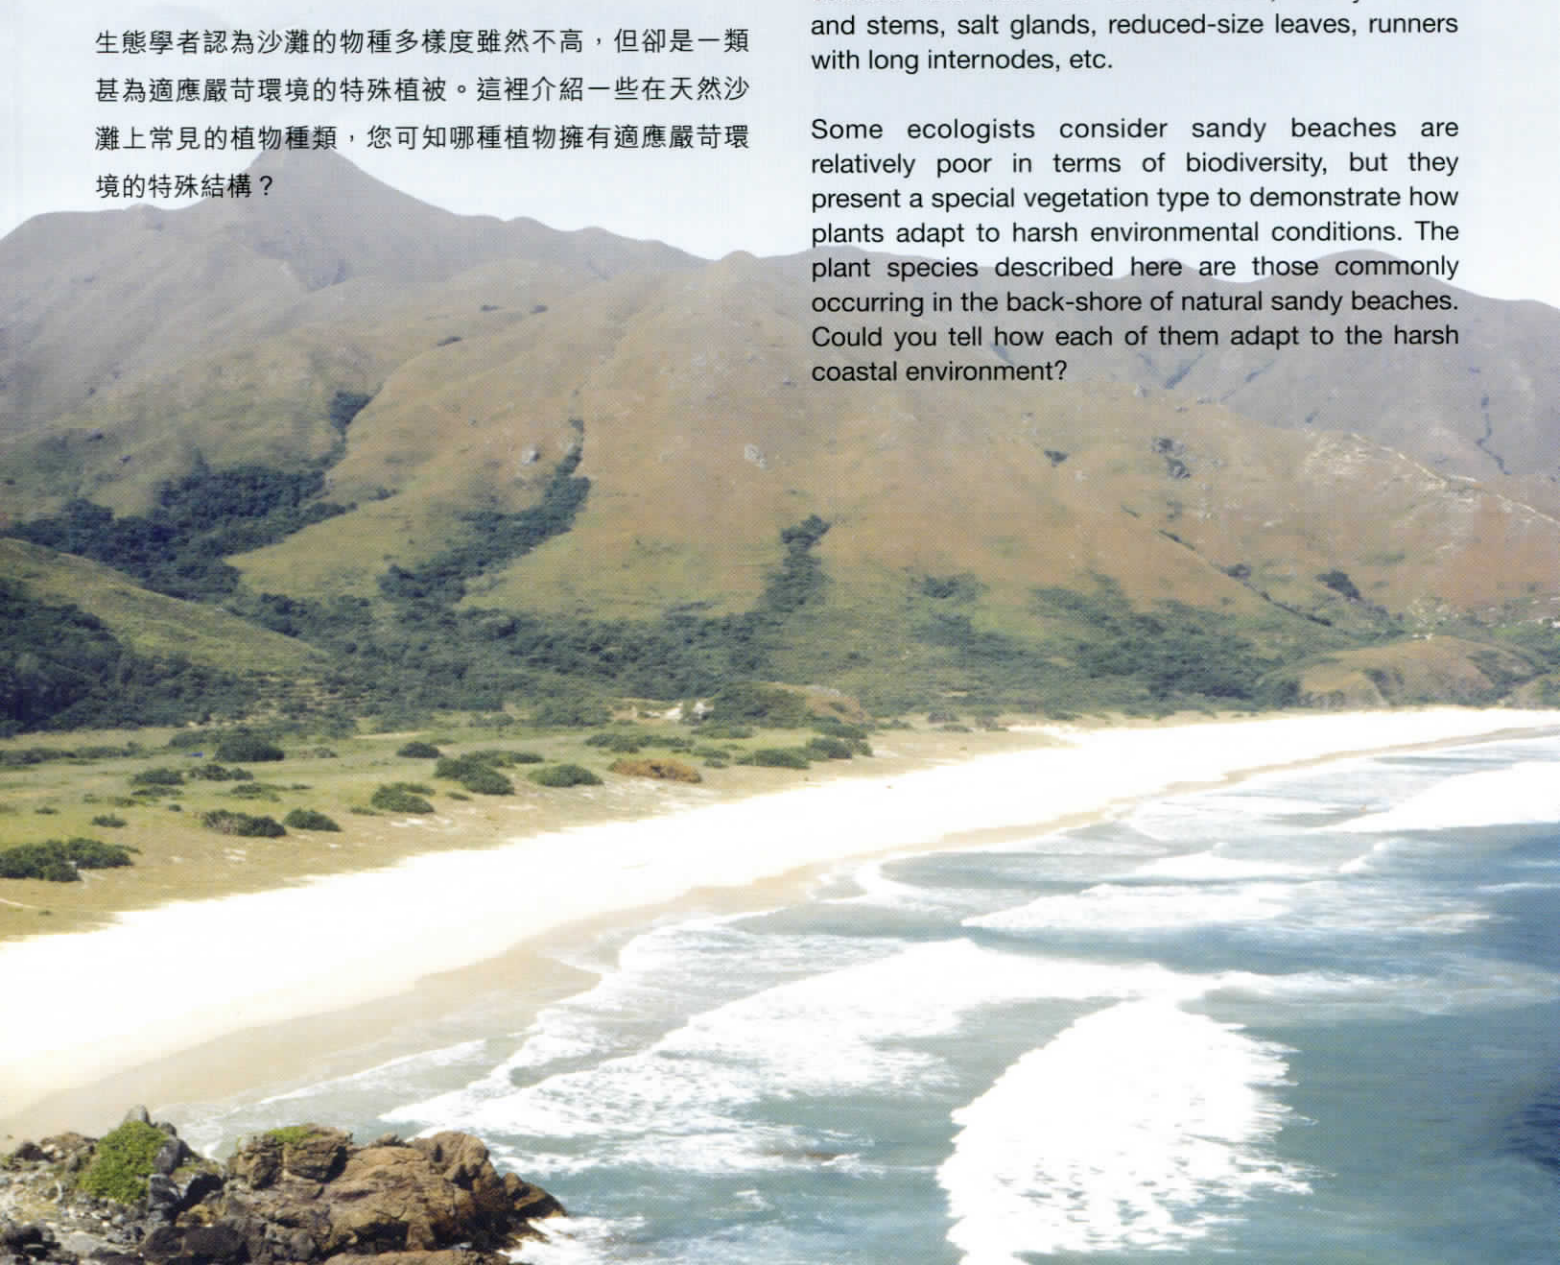 生態學者認為沙灘的物種多樣度雖然不高，但卻是一類
甚為適應嚴苛環境的特殊植被。這裡介紹一些在天然沙
灘上常見的植物種類，您可知哪種植物擁有適應嚴苛環
境的特殊結構？
and stems, salt glands, reduced-size leaves, runners
with long internodes, etc.
Some ecologists consider sandy beaches are
relatively poor in terms of biodiversity, but they
present a special vegetation type to demonstrate how
plants adapt to harsh environmental conditions. The
plant species described here are those commonly
occurring in the back-shore of natural sandy beaches.
Could you tell how each of them adapt to the harsh
coastal environment?